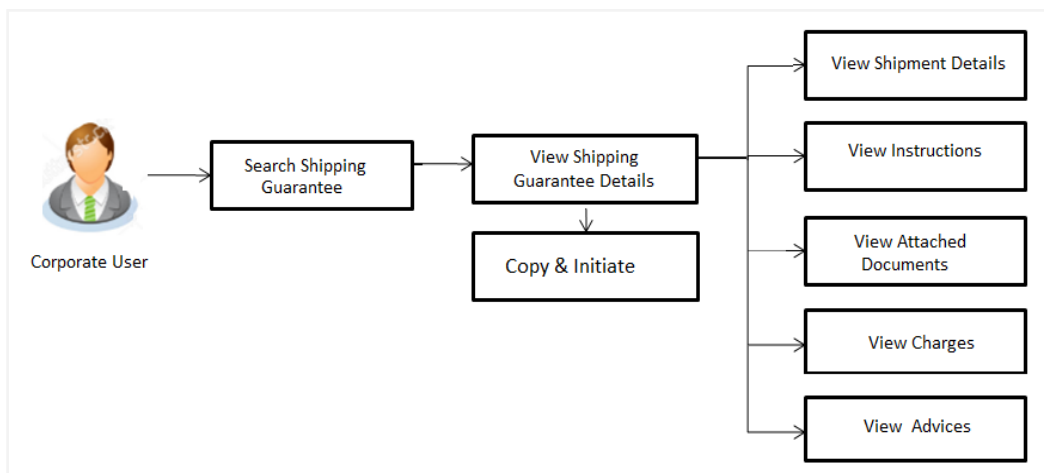 Corporate User
Search Shipping
Guarantee
View Shipping
Guarantee Details
Copy & Initiate
View Shipment Details
View Instructions
View Attached
Documents
View Charges
View Advices